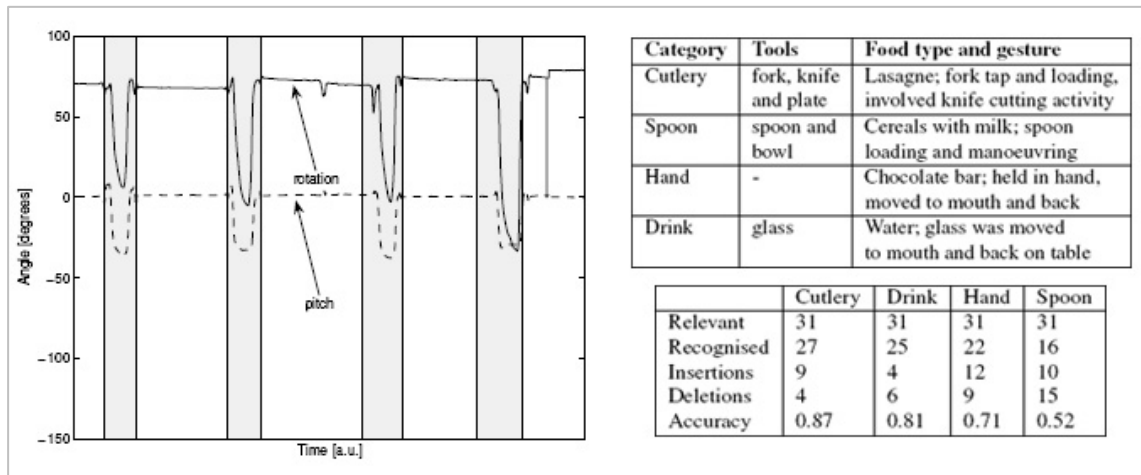 100
50
0
−50
−100
−150
Angle [degrees]
rotation
pitch
Time [a.u.]
Category Tools Food type and gesture
Cutlery fork, knife Lasagne; fork tap and loading,
and plate involved knife cutting activity
Spoon spoon and Cereals with milk; spoon
bowl loading and manoeuvring
Hand - Chocolate bar; held in hand,
moved to mouth and back
Drink glass Water; glass was moved
to mouth and back on table
Cutlery Drink Hand Spoon
Relevant 31 31 31 31
Recognised 27 25 22 16
Insertions 9 4 12 10
Deletions 4 6 9 15
Accuracy 0.87 0.81 0.71 0.52